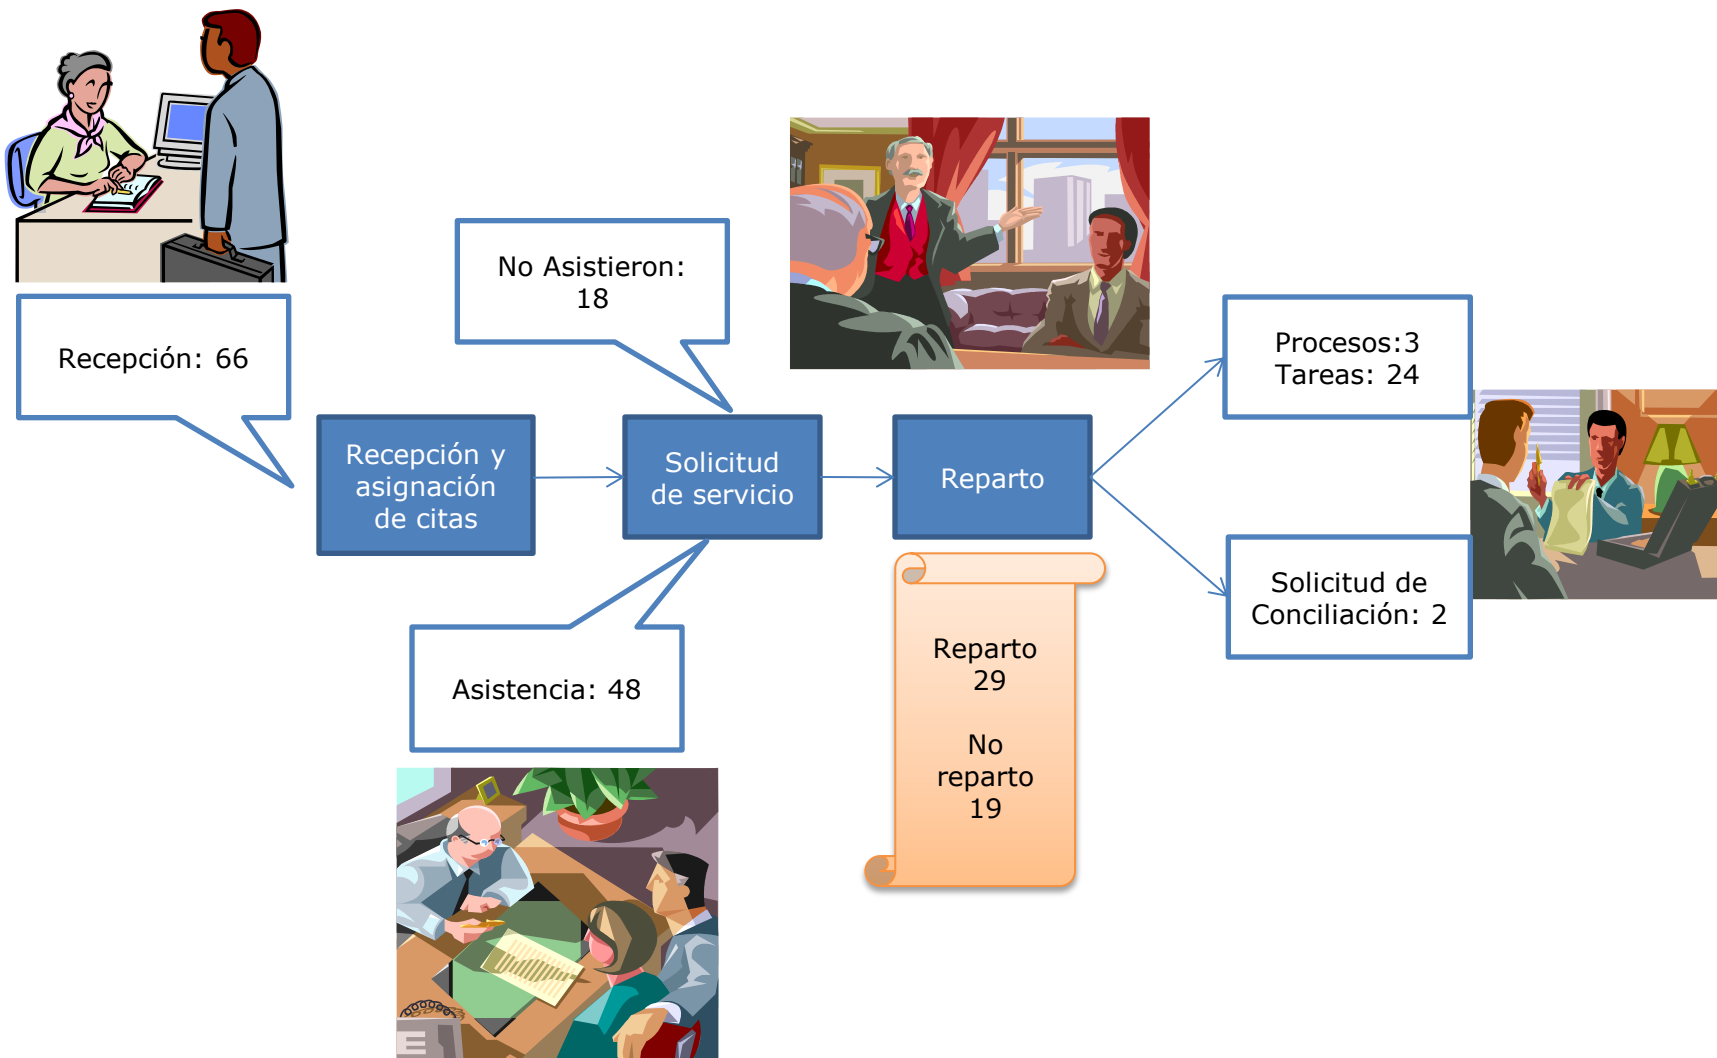 No Asistieron:
18
Recepción: 66
Procesos:3
Tareas: 24
Recepción y
asignación
de citas
Solicitud
de servicio
Reparto
Solicitud de
Conciliación: 2
Asistencia: 48
Reparto
29
No
reparto
19